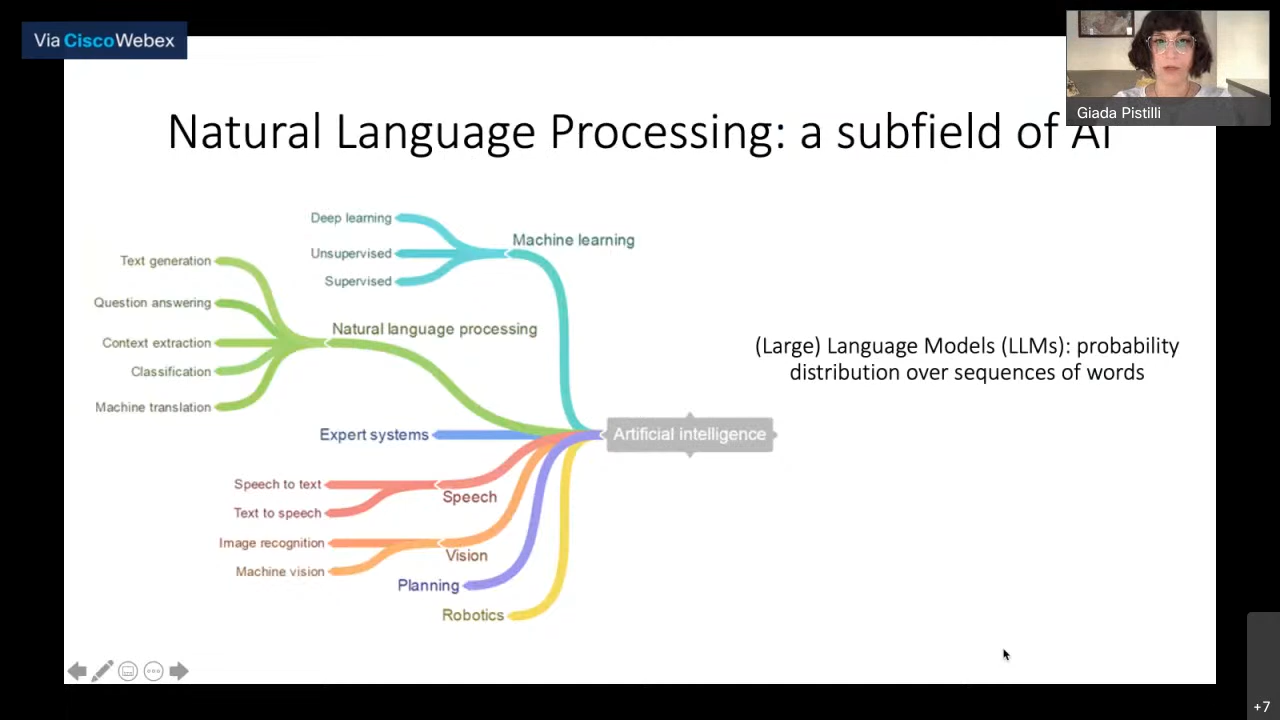 Via CiscoWebex
Giada Pistilli
Natural Language Processing: a subfield of AI
Deep learning
Unsupervised
Supervised
Machine learning
Text generation
Question answering
Context extraction
Classification
Machine translation
Natural language processing
(Large) Language Models (LLMs): probability
distribution over sequences of words
Expert systems
Artificial intelligence
Speech to text
Text to speech
Speech
Image recognition
Machine vision
Vision
Planning
Robotics
+7